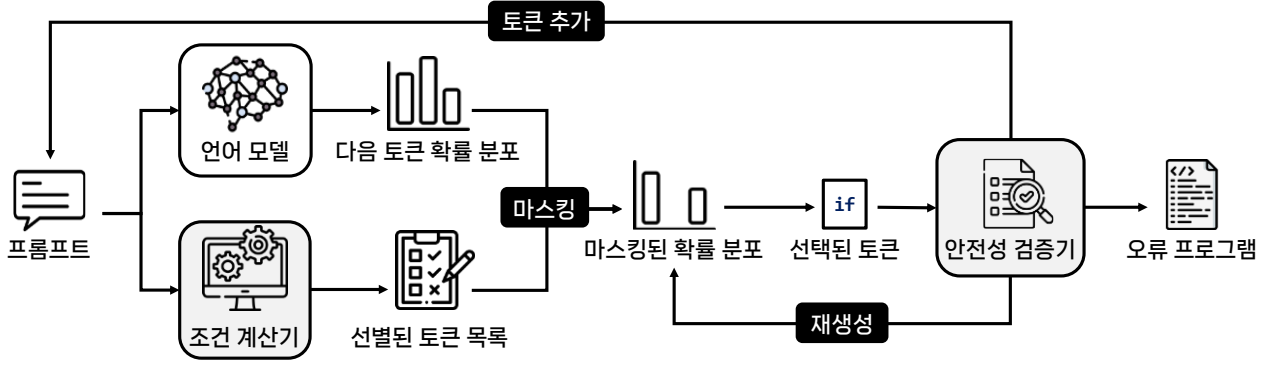 토큰 추가
언어 모델
다음 토큰 확률 분포
프롬프트
마스킹
마스킹된 확률 분포
if
선택된 토큰
안전성 검증기
</>
오류 프로그램
조건 계산기
선별된 토큰 목록
재생성